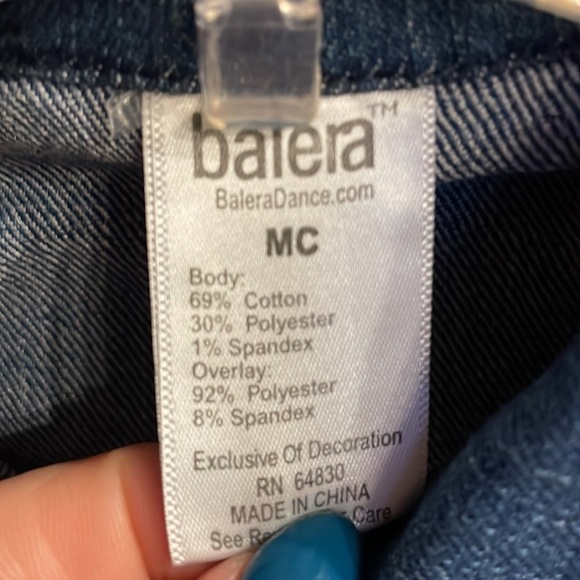 balera™
BaleraDance.com
MC
Body:
69% Cotton
30% Polyester
1% Spandex
Overlay:
92% Polyester
8% Spandex
Exclusive Of Decoration
RN 64830
MADE IN CHINA
See Care